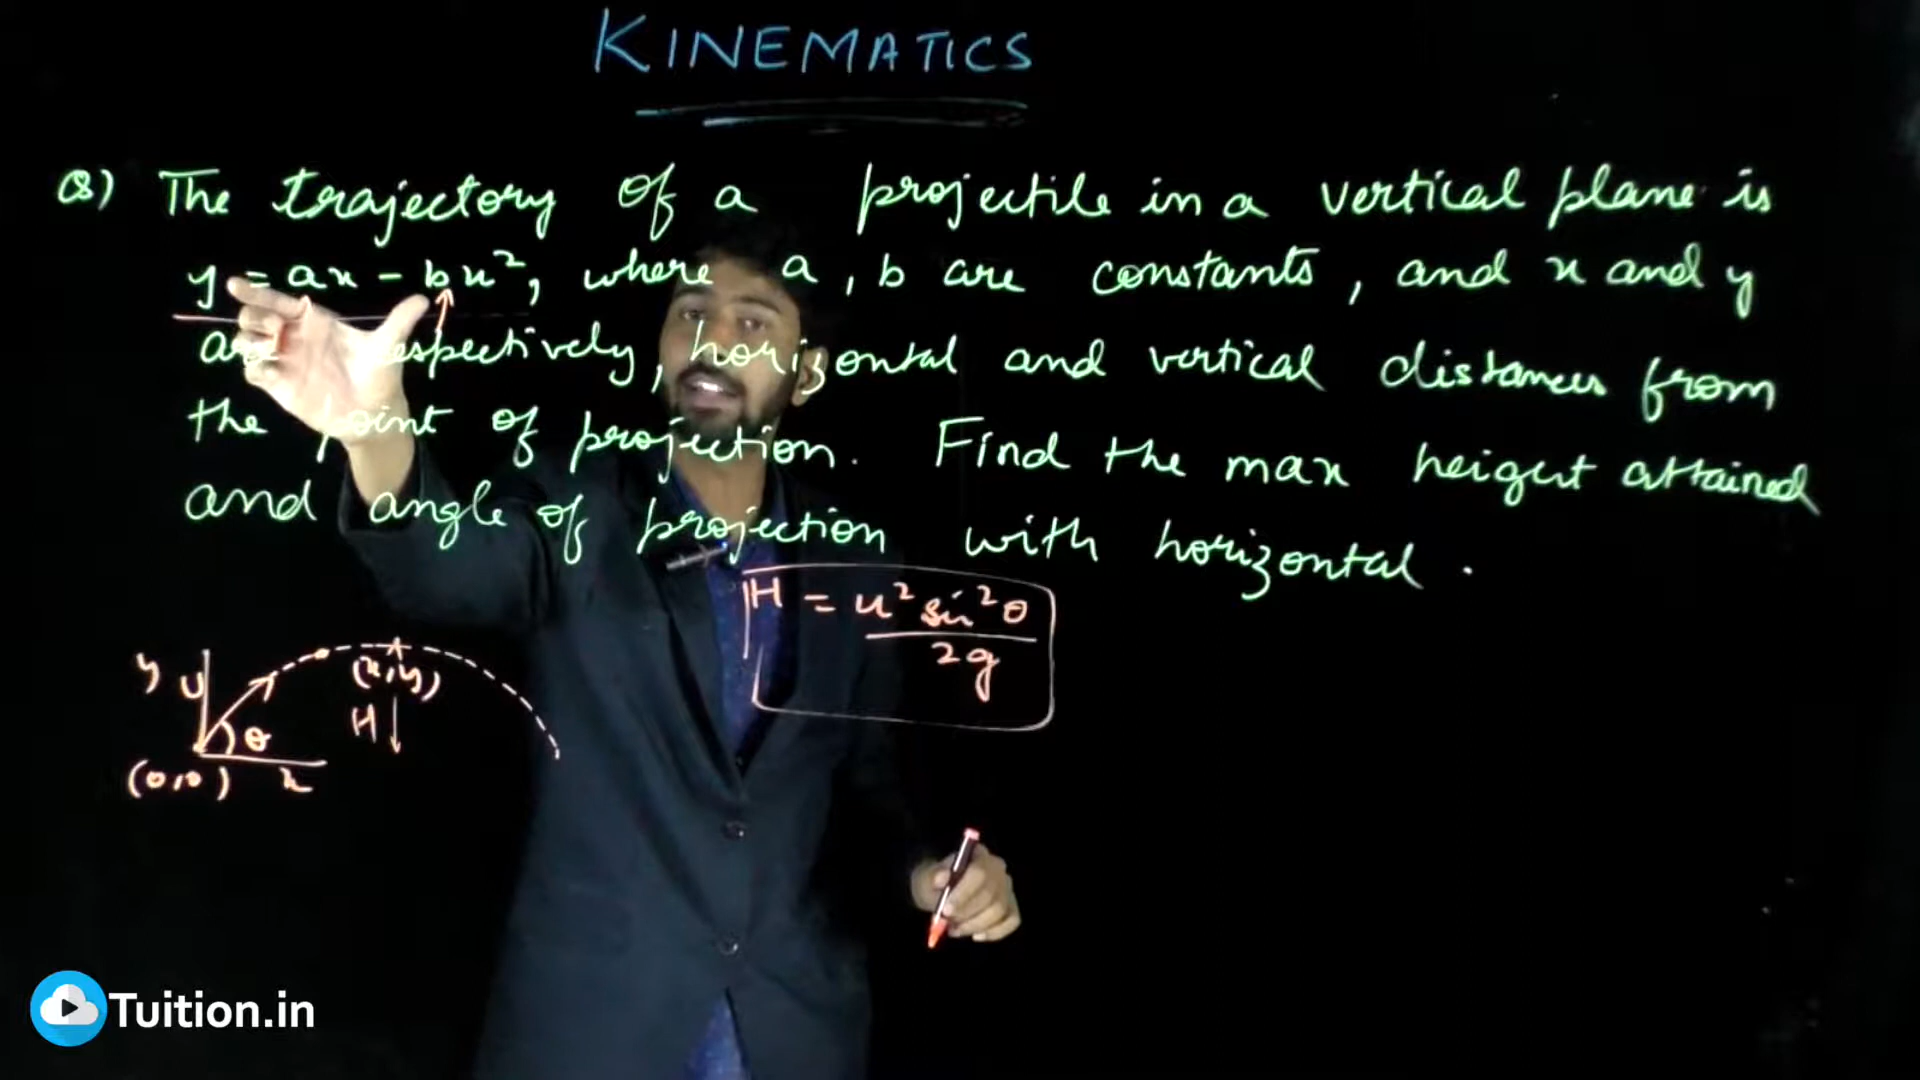 KINEMATICS
Q) The trajectory of a projectile in a vertical plane is
y = ax - bx², where a, b are constants, and x and y
are respectively, horizontal and vertical distances from
the point of projection. Find the max height attained
and angle of projection with horizontal.
H = u² sin² θ
2g
y u (x,y)
H
θ
(0,0) x
Tuition.in